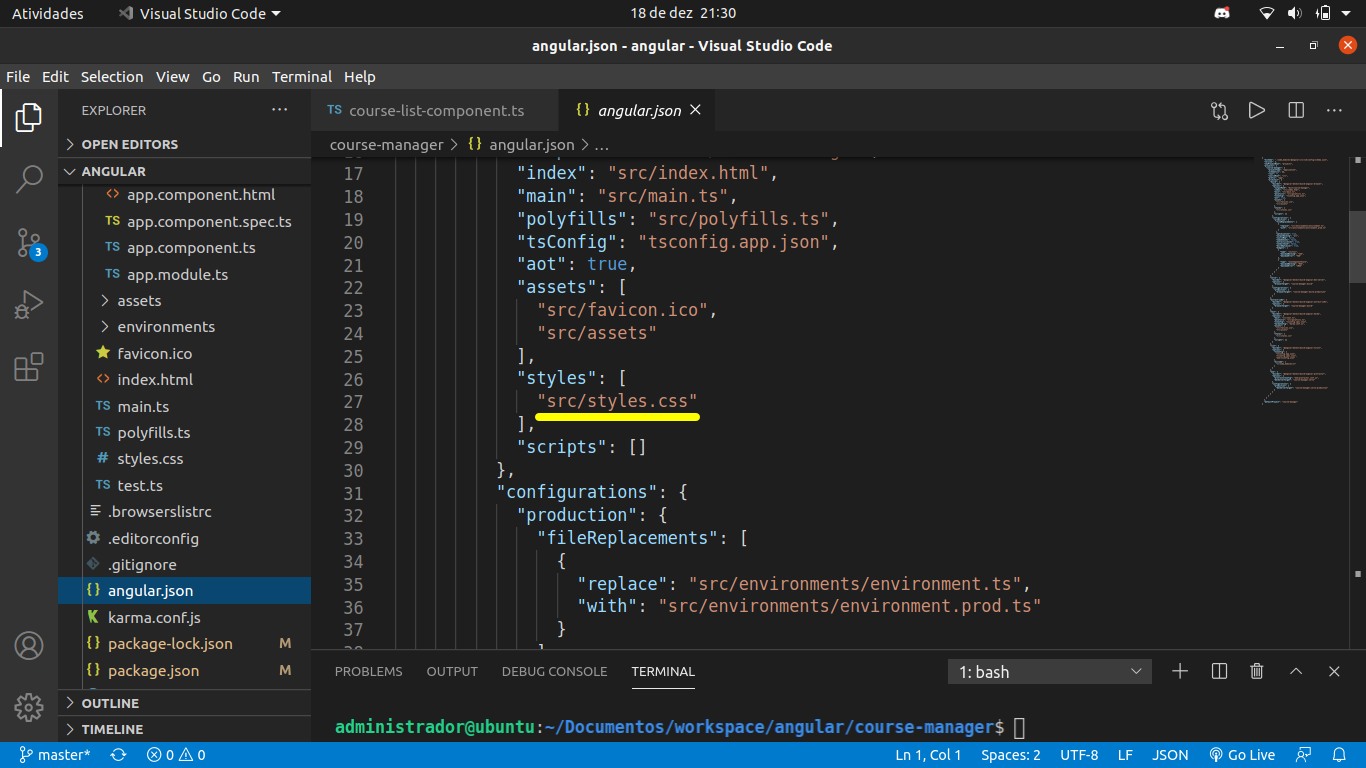 Atividades Visual Studio Code 18 de dez 21:30
angular.json - angular - Visual Studio Code
File Edit Selection View Go Run Terminal Help
EXPLORER
OPEN EDITORS
ANGULAR
app.component.html
TS app.component.spec.ts
TS app.component.ts
TS app.module.ts
assets
environments
favicon.ico
<> index.html
TS main.ts
TS polyfills.ts
# styles.css
TS test.ts
.browserslistrc
.editorconfig
.gitignore
{} angular.json
karma.conf.js
{} package-lock.json M
{} package.json M
OUTLINE
TIMELINE
3
TS course-list-component.ts {} angular.json
course-manager > {} angular.json > ...
17 "index": "src/index.html",
18 "main": "src/main.ts",
19 "polyfills": "src/polyfills.ts",
20 "tsConfig": "tsconfig.app.json",
21 "aot": true,
22 "assets": [
23 "src/favicon.ico",
24 "src/assets"
25 ],
26 "styles": [
27 "src/styles.css"
28 ],
29 "scripts": []
30 },
31 "configurations": {
32 "production": {
33 "fileReplacements": [
34 {
35 "replace": "src/environments/environment.ts",
36 "with": "src/environments/environment.prod.ts"
37 }
PROBLEMS OUTPUT DEBUG CONSOLE TERMINAL 1: bash
administrador@ubuntu:~/Documentos/workspace/angular/course-manager$
master* 0 0 Ln 1, Col 1 Spaces: 2 UTF-8 LF JSON Go Live